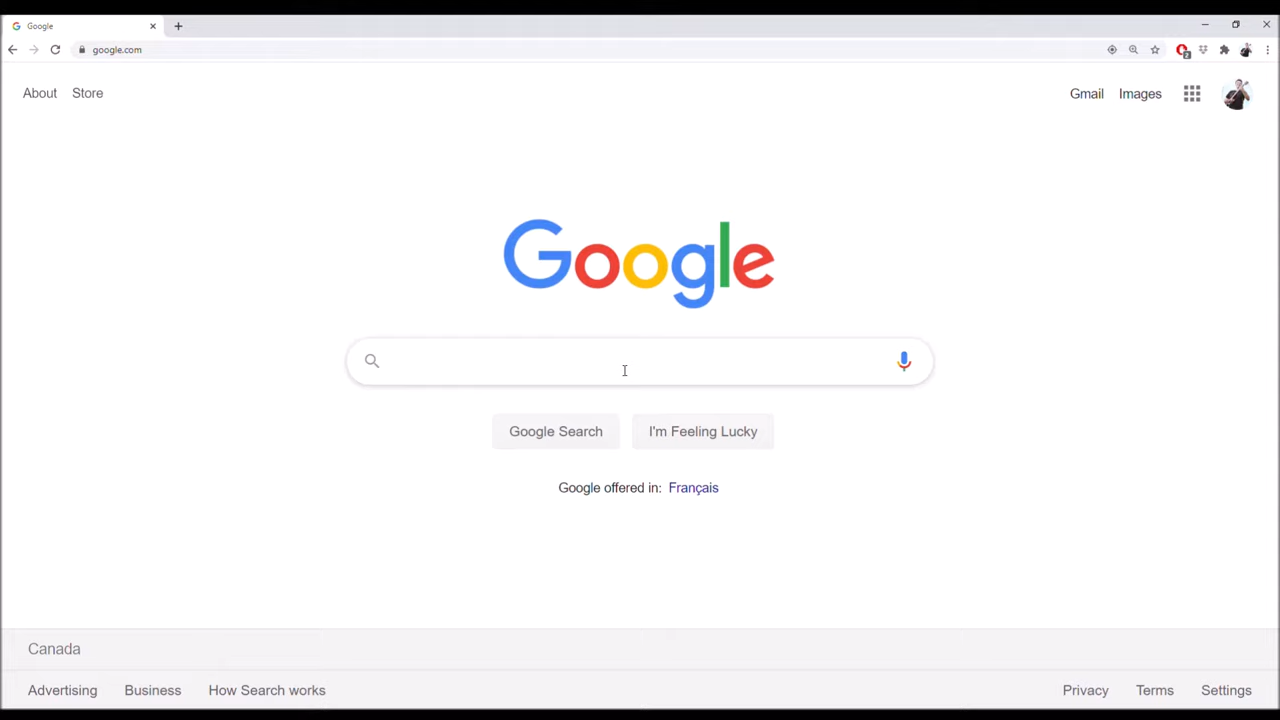 Google
google.com
2
About Store
Gmail Images
Google
Google Search I'm Feeling Lucky
Google offered in: Français
Canada
Advertising Business How Search works
Privacy Terms Settings